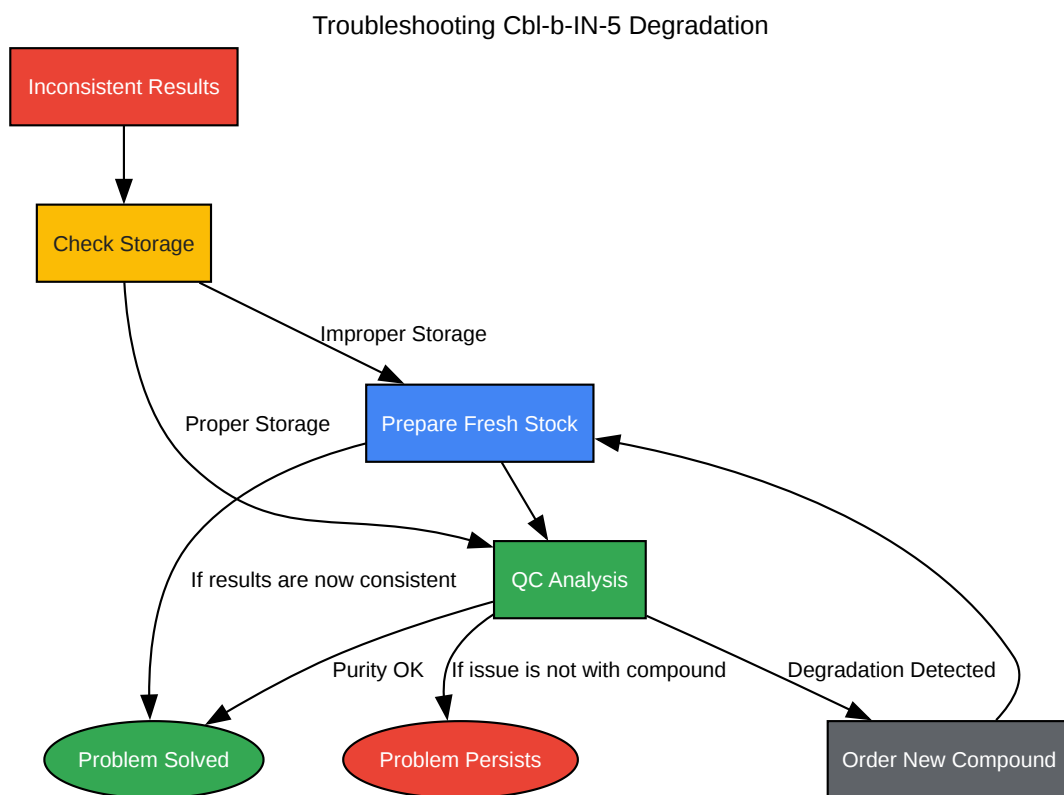 Troubleshooting Cbl-b-IN-5 Degradation
Inconsistent Results
Check Storage
Improper Storage
Proper Storage
Prepare Fresh Stock
If results are now consistent
QC Analysis
Purity OK
If issue is not with compound
Degradation Detected
Problem Solved
Problem Persists
Order New Compound